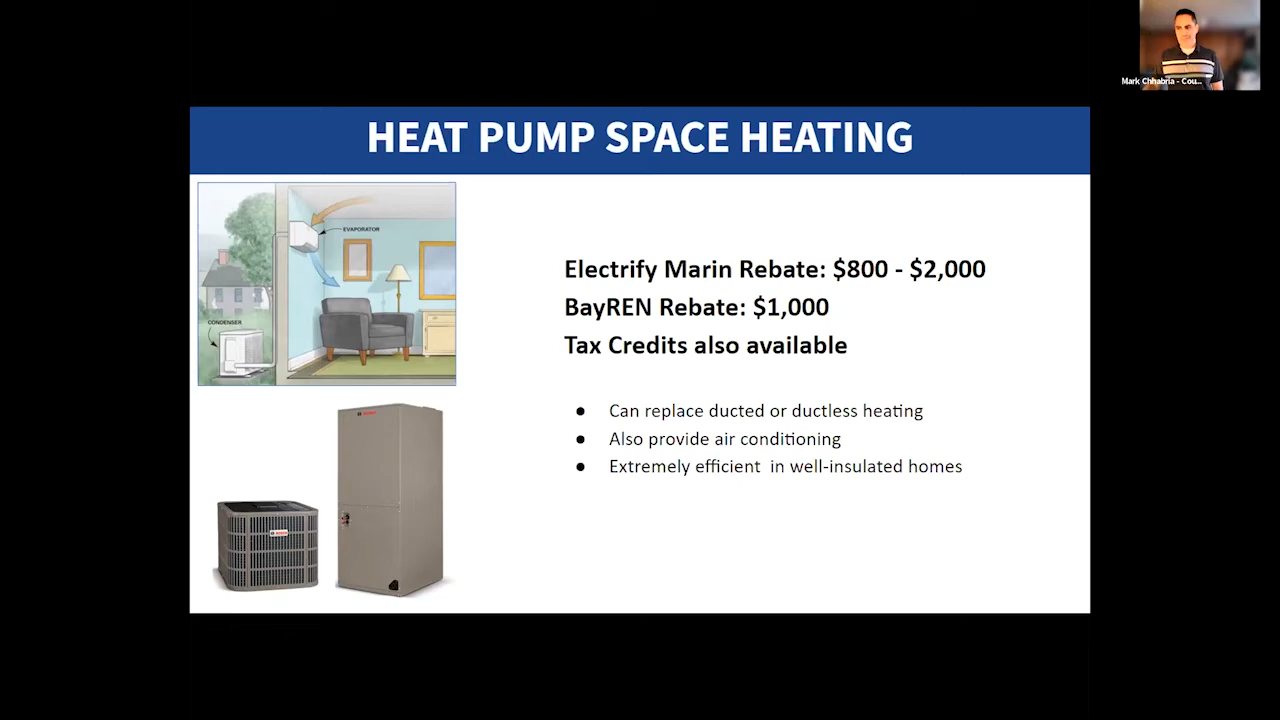 Mark Chhabria - Cou...
HEAT PUMP SPACE HEATING
EVAPORATOR
CONDENSER
Electrify Marin Rebate: $800 - $2,000
BayREN Rebate: $1,000
Tax Credits also available
● Can replace ducted or ductless heating
● Also provide air conditioning
● Extremely efficient  in well-insulated homes